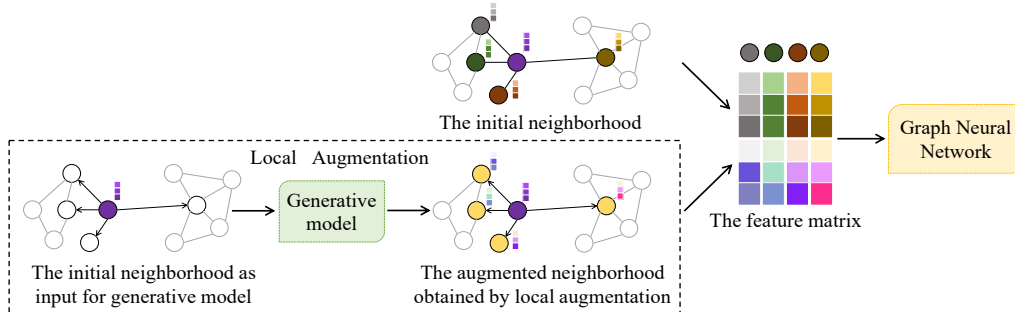 The initial neighborhood
Local Augmentation
Generative
model
The initial neighborhood as
input for generative model
The augmented neighborhood
obtained by local augmentation
The feature matrix
Graph Neural
Network